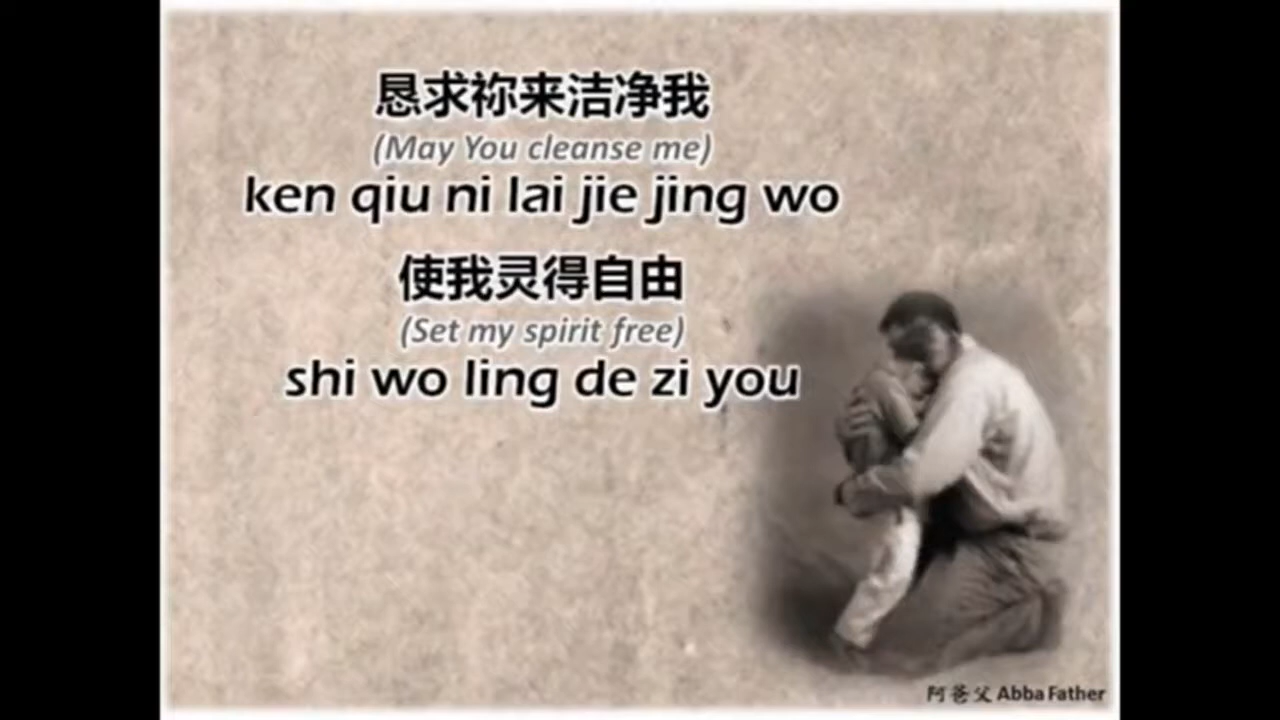 恳求祢来洁净我
(May You cleanse me)
ken qiu ni lai jie jing wo
使我灵得自由
(Set my spirit free)
shi wo ling de zi you
阿爸父 Abba Father